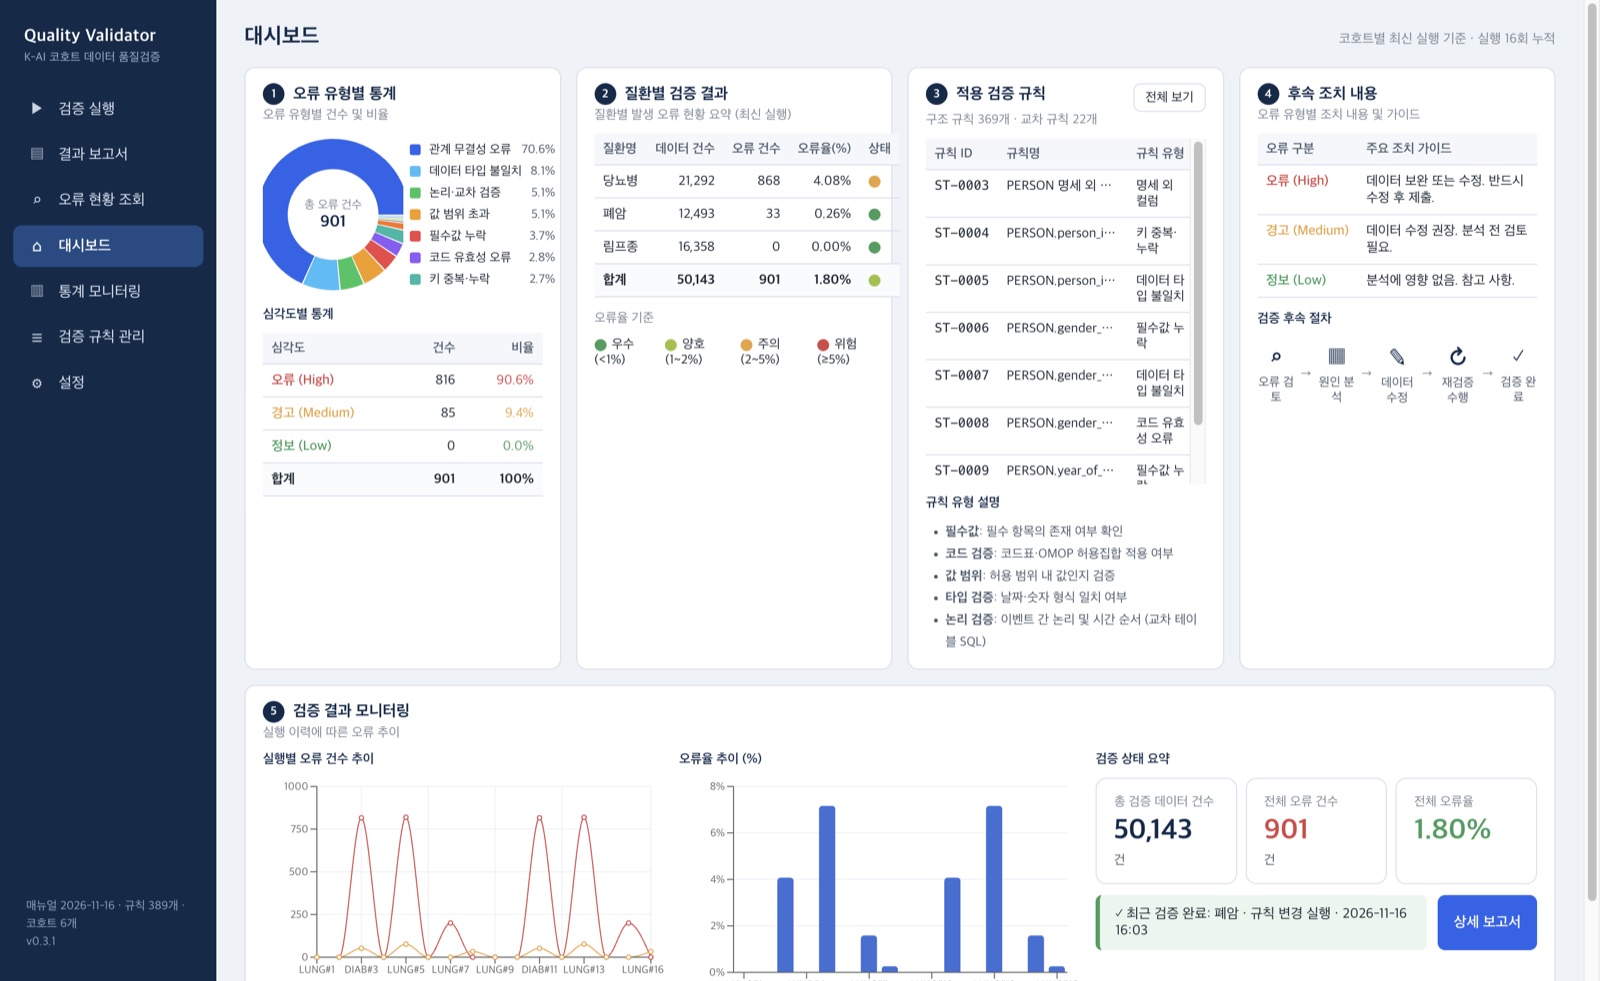 Quality Validator
K-AI 코호트 데이터 품질검증
검증 실행
결과 보고서
오류 현황 조회
대시보드
통계 모니터링
검증 규칙 관리
설정
매뉴얼 2026-11-16 · 규칙 389개 ·
코호트 6개
v0.3.1
대시보드
코호트별 최신 실행 기준 · 실행 16회 누적
1 오류 유형별 통계
오류 유형별 건수 및 비율
총 오류 건수
901
관계 무결성 오류 70.6%
데이터 타입 불일치 8.1%
논리·교차 검증 5.1%
값 범위 초과 5.1%
필수값 누락 3.7%
코드 유효성 오류 2.8%
키 중복·누락 2.7%
심각도별 통계
심각도 건수 비율
오류 (High) 816 90.6%
경고 (Medium) 85 9.4%
정보 (Low) 0 0.0%
합계 901 100%
2 질환별 검증 결과
질환별 발생 오류 현황 요약 (최신 실행)
질환명 데이터 건수 오류 건수 오류율(%) 상태
당뇨병 21,292 868 4.08%
폐암 12,493 33 0.26%
림프종 16,358 0 0.00%
합계 50,143 901 1.80%
오류율 기준
우수 양호 주의 위험
(<1%) (1~2%) (2~5%) (≥5%)
3 적용 검증 규칙
전체 보기
구조 규칙 369개 · 교차 규칙 22개
규칙 ID 규칙명 규칙 유형
ST-0003 PERSON 명세 외 ··· 명세 외
컬럼
ST-0004 PERSON.person_i··· 키 중복·
누락
ST-0005 PERSON.person_i··· 데이터 타
입 불일치
ST-0006 PERSON.gender_··· 필수값 누
락
ST-0007 PERSON.gender_··· 데이터 타
입 불일치
ST-0008 PERSON.gender_··· 코드 유효
성 오류
ST-0009 PERSON.year_of_··· 필수값 누
락
규칙 유형 설명
• 필수값: 필수 항목의 존재 여부 확인
• 코드 검증: 코드표·OMOP 허용집합 적용 여부
• 값 범위: 허용 범위 내 값인지 검증
• 타입 검증: 날짜·숫자 형식 일치 여부
• 논리 검증: 이벤트 간 논리 및 시간 순서 (교차 테이
블 SQL)
4 후속 조치 내용
오류 유형별 조치 내용 및 가이드
오류 구분 주요 조치 가이드
오류 (High) 데이터 보완 또는 수정. 반드시
수정 후 제출.
경고 (Medium) 데이터 수정 권장. 분석 전 검토
필요.
정보 (Low) 분석에 영향 없음. 참고 사항.
검증 후속 절차
오류 검 → 원인 분 → 데이터 → 재검증 → 검증 완
토 석 수정 수행 료
5 검증 결과 모니터링
실행 이력에 따른 오류 추이
실행별 오류 건수 추이
1000
750
500
250
0
LUNG#1 DIAB#3 LUNG#5 LUNG#7 LUNG#9 DIAB#11 LUNG#13 LUNG#16
오류율 추이 (%)
8%
6%
4%
2%
0%
검증 상태 요약
총 검증 데이터 건수
50,143
건
전체 오류 건수
901
건
전체 오류율
1.80%
✓ 최근 검증 완료: 폐암 · 규칙 변경 실행 · 2026-11-16
16:03
상세 보고서